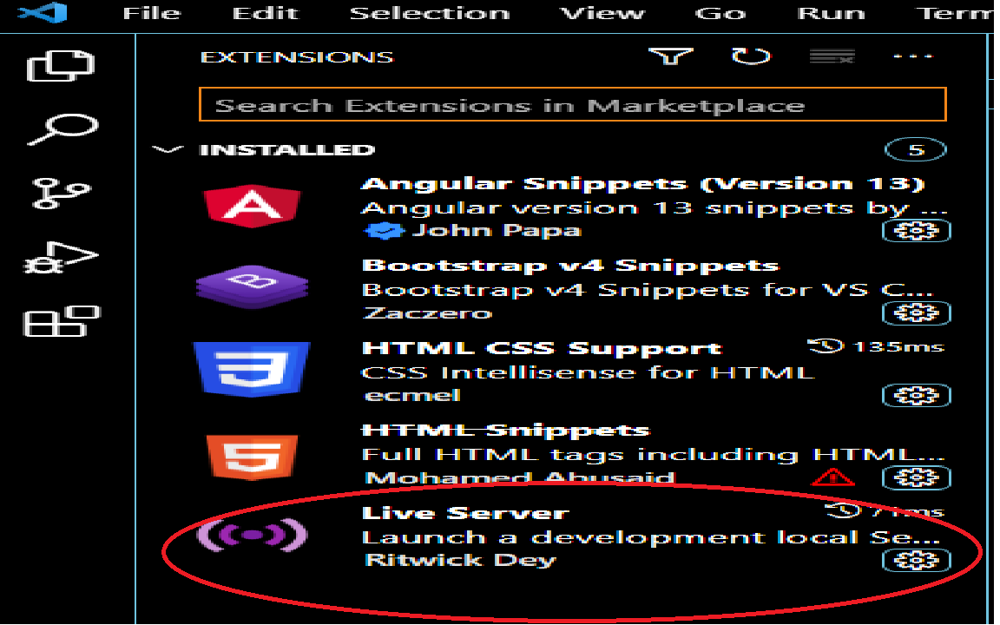 File Edit Selection View Go Run Term
EXTENSIONS
Search Extensions in Marketplace
INSTALLED 5
Angular Snippets (Version 13)
Angular version 13 snippets by ...
John Papa
Bootstrap v4 Snippets
Bootstrap v4 Snippets for VS C...
Zaczero
HTML CSS Support 135ms
CSS Intellisense for HTML
ecmel
HTML Snippets
Full HTML tags including HTML...
Mohamed Abusaid
Live Server 71ms
Launch a development local Se...
Ritwick Dey